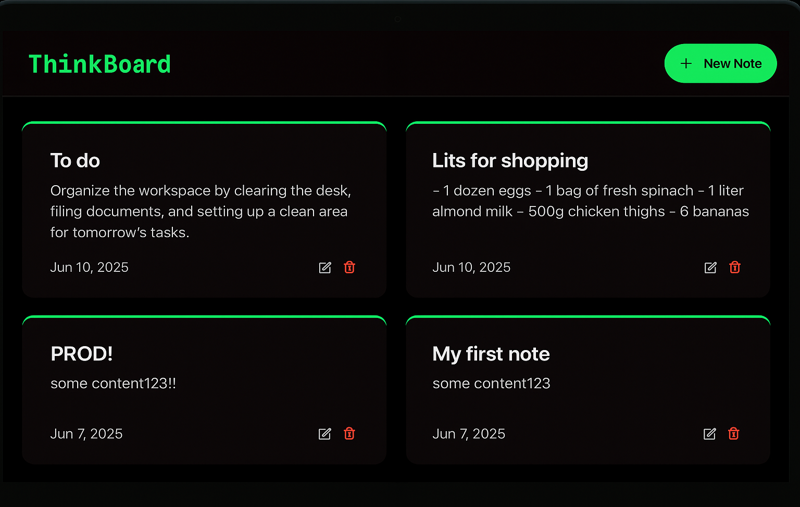 ThinkBoard
+ New Note
To do
Organize the workspace by clearing the desk,
filing documents, and setting up a clean area
for tomorrow’s tasks.
Jun 10, 2025
Lits for shopping
- 1 dozen eggs - 1 bag of fresh spinach - 1 liter
almond milk - 500g chicken thighs - 6 bananas
Jun 10, 2025
PROD!
some content123!!
Jun 7, 2025
My first note
some content123
Jun 7, 2025